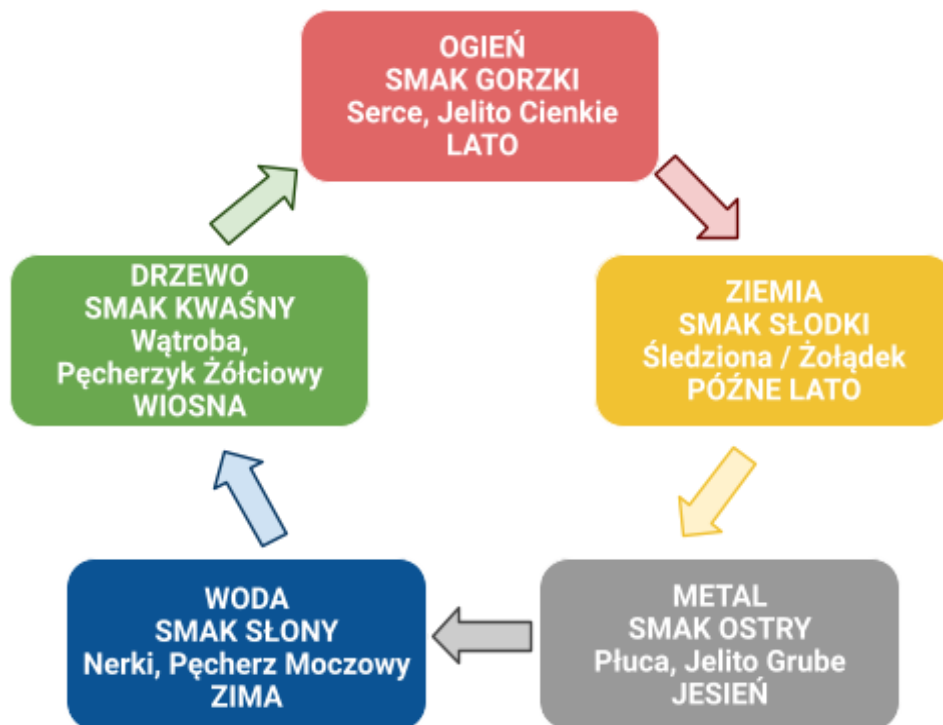 OGIEŃ
SMAK GORZKI
Serce, Jelito Cienkie
LATO
DRZEWO
SMAK KWAŚNY
Wątroba,
Pęcherzyk Żółciowy
WIOSNA
ZIEMIA
SMAK SŁODKI
Śledziona / Żołądek
PÓŹNE LATO
WODA
SMAK SŁONY
Nerki, Pęcherz Moczowy
ZIMA
METAL
SMAK OSTRY
Płuca, Jelito Grube
JESIEŃ